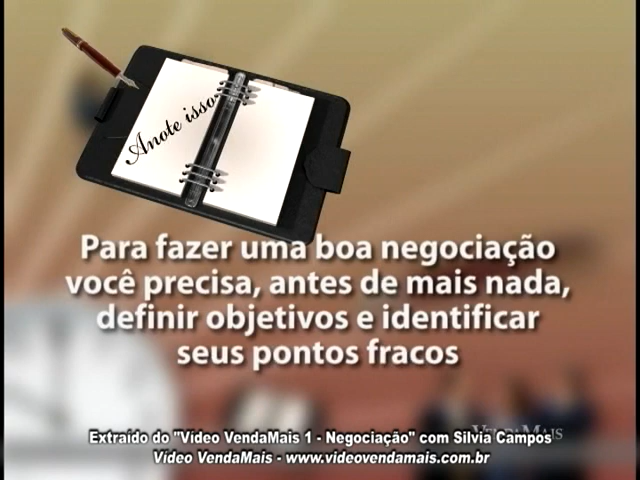 Anote isso
Para fazer uma boa negociação
você precisa, antes de mais nada,
definir objetivos e identificar
seus pontos fracos
VENDAMAIS
Extraído do "Vídeo VendaMais 1 - Negociação" com Silvia Campos
Vídeo VendaMais - www.videovendamais.com.br